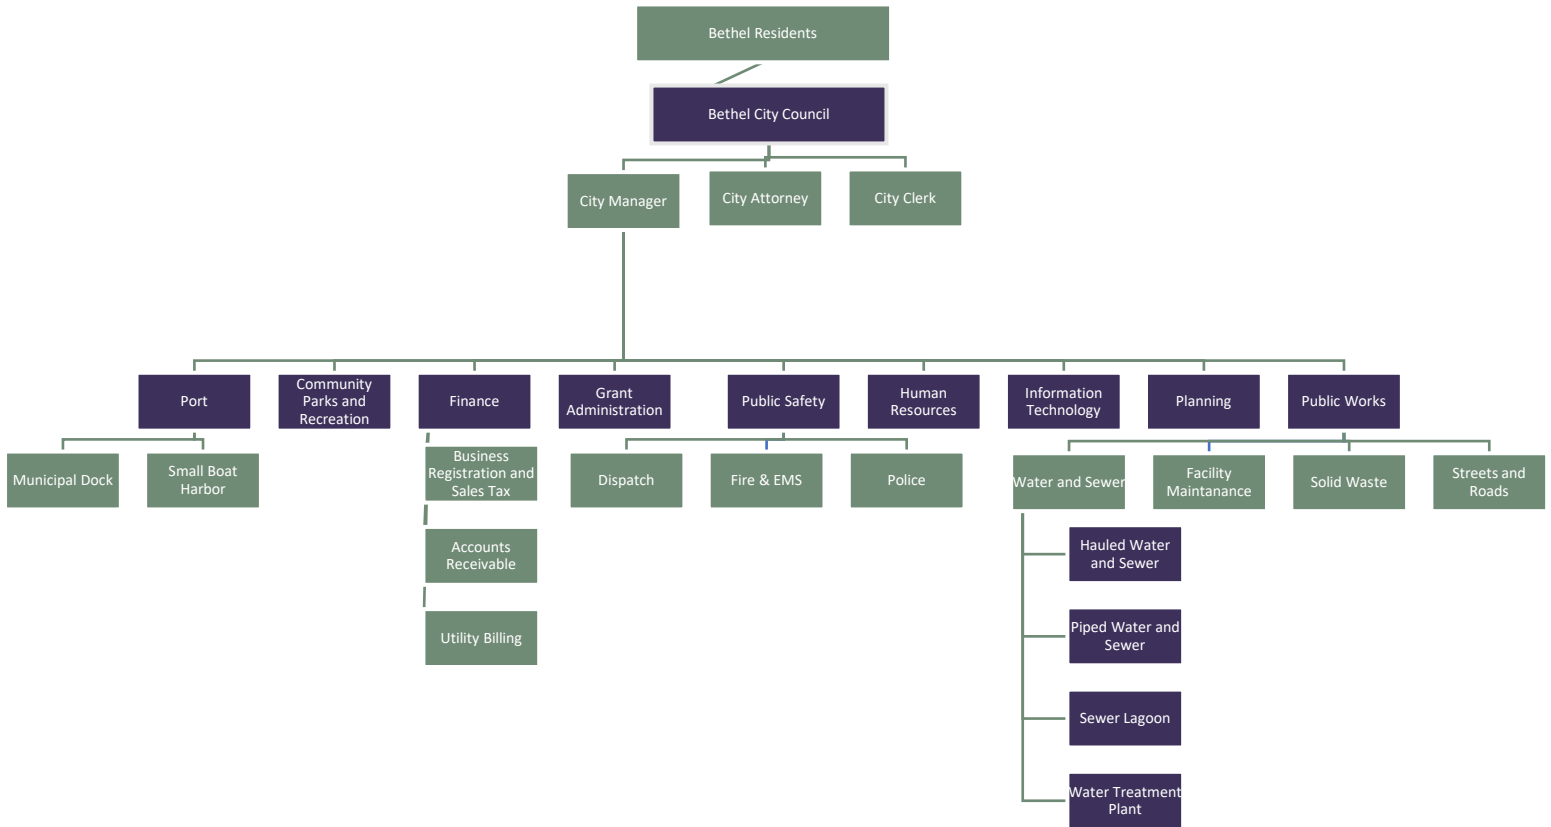 Bethel Residents
Bethel City Council
City Manager
City Attorney
City Clerk
Port
Community
Parks and
Recreation
Finance
Grant
Administration
Public Safety
Human
Resources
Information
Technology
Planning
Public Works
Municipal Dock
Small Boat
Harbor
Business
Registration and
Sales Tax
Accounts
Receivable
Utility Billing
Dispatch
Fire & EMS
Police
Water and Sewer
Facility
Maintanance
Solid Waste
Streets and
Roads
Hauled Water
and Sewer
Piped Water and
Sewer
Sewer Lagoon
Water Treatment
Plant